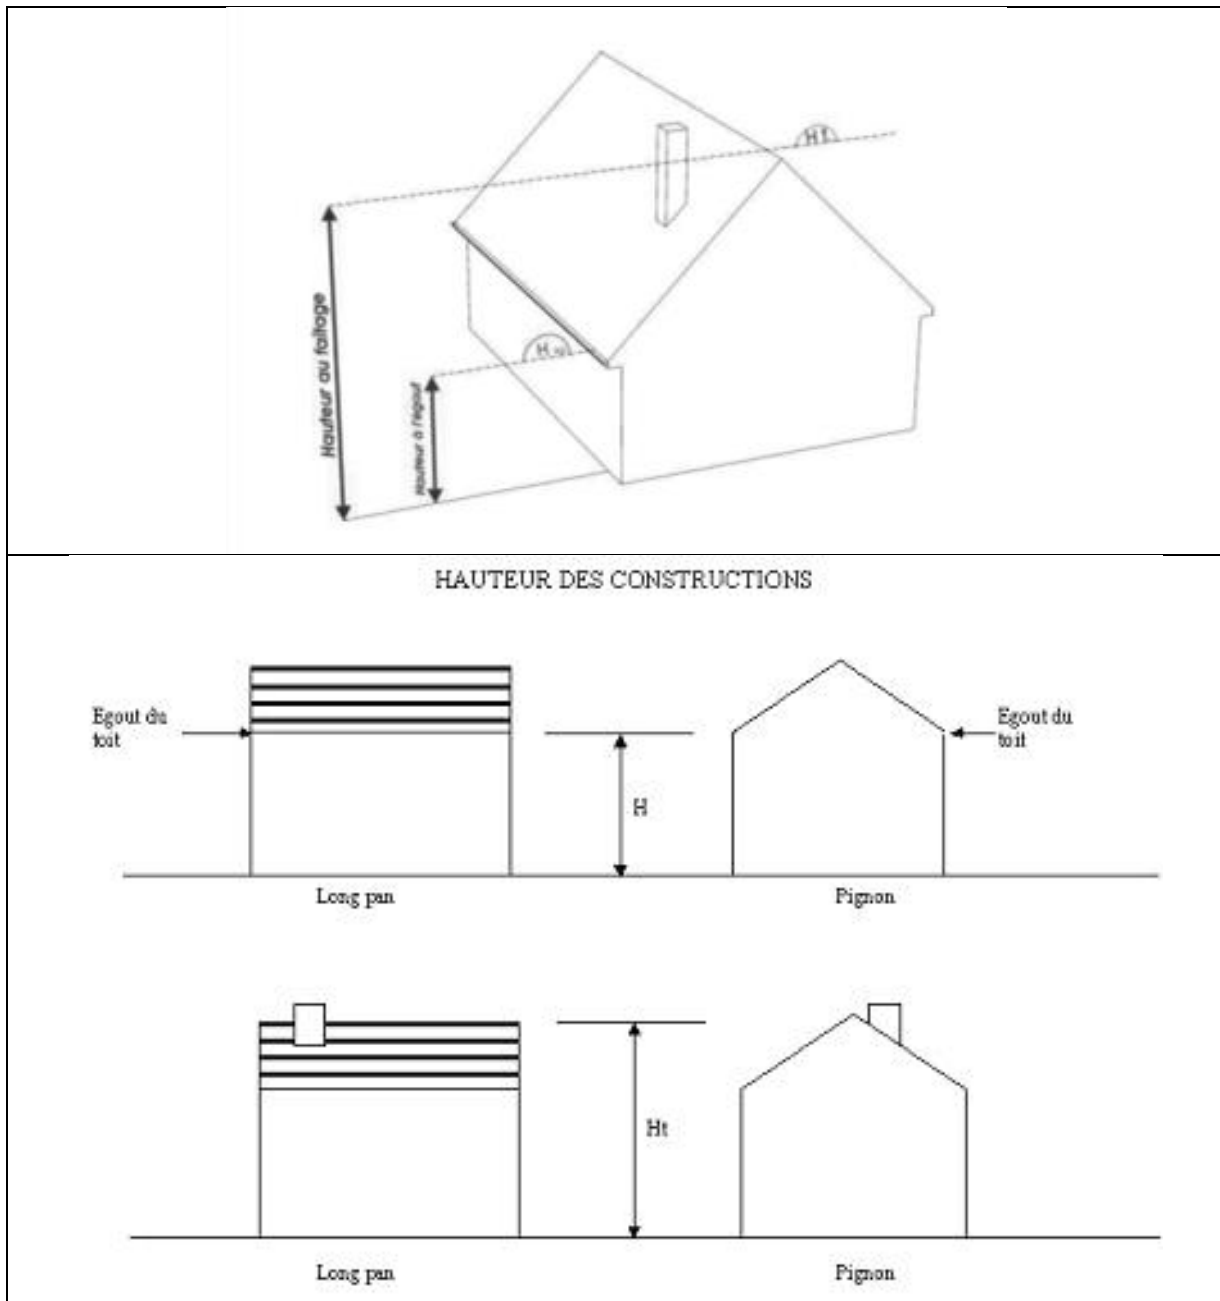 H f
Hauteur au faîtage
Hauteur à l'égout
HAUTEUR DES CONSTRUCTIONS
Egout du
toit
H
Egout du
toit
Long pan
Pignon
Ht
Long pan
Pignon